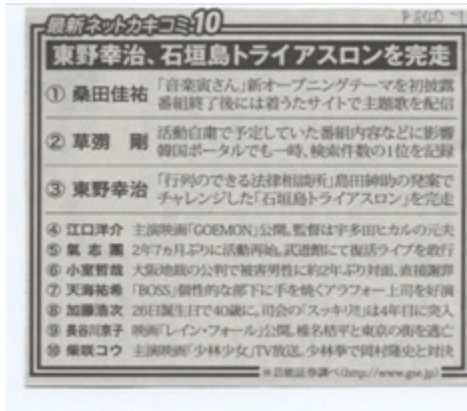 最新ネットカキコミ10
東野幸治、石垣島トライアスロンを完走
① 桑田佳祐 「音楽寅さん」新オープニングテーマを初披露
番組終了後には着うたサイトで主題歌を配信
② 草彅 剛 活動自粛で予定していた番組内容などに影響
韓国ポータルでも一時、検索件数の1位を記録
③ 東野幸治 「行列のできる法律相談所」島田紳助の発案で
チャレンジした「石垣島トライアスロン」を完走
④ 江口洋介 主演映画「GOEMON」公開。監督は宇多田ヒカルの元夫
⑤ 氣志團 2年7ヵ月ぶりに活動再始。武道館にて復活ライブを敢行
⑥ 小室哲哉 大阪地裁の公判で被害男性に約2年ぶり対面、直接謝罪
⑦ 天海祐希 「BOSS」個性的な部下に手を焼くアラフォー上司を好演
⑧ 加藤浩次 26日誕生日で40歳に。司会の「スッキリ!!」は4年目に突入
⑨ 長谷川京子 映画「レイン・フォール」公開。椎名桔平と東京の街を逃亡
⑩ 柴咲コウ 主演映画「少林少女」TV放送。少林拳で岡村隆史と対決
※芸能証券調べ(http://www.gse.jp/)